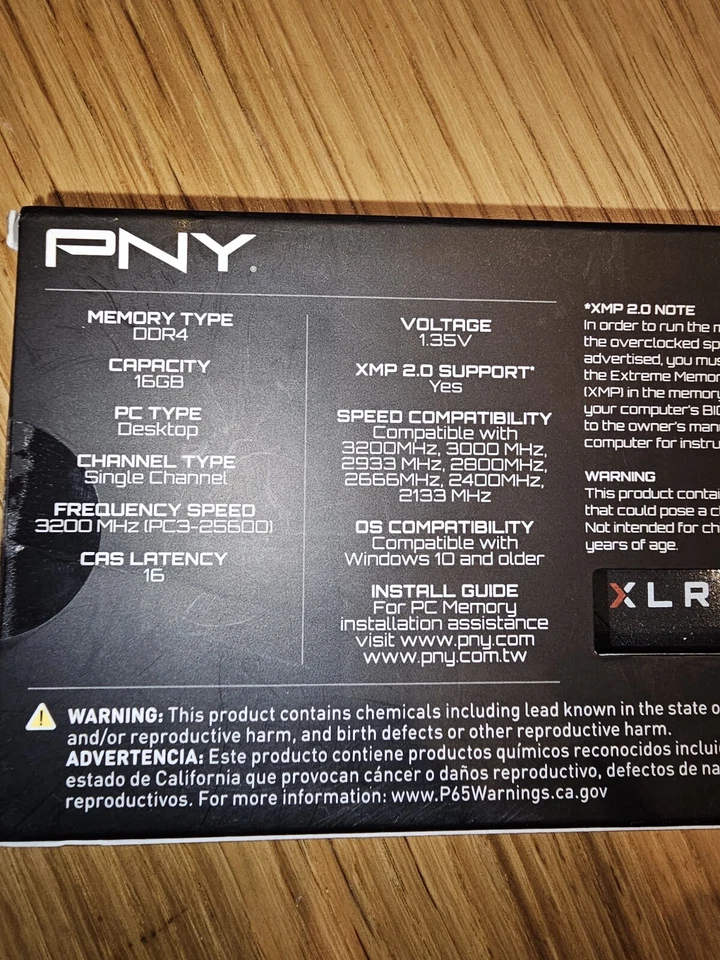 PNY
MEMORY TYPE
DDR4
CAPACITY
16GB
PC TYPE
Desktop
CHANNEL TYPE
Single Channel
FREQUENCY SPEED
3200 MHz (PC3-25600)
CAS LATENCY
16
VOLTAGE
1.35V
XMP 2.0 SUPPORT*
Yes
SPEED COMPATIBILITY
Compatible with
3200MHz, 3000 MHz,
2933 MHz, 2800MHz,
2666MHz, 2400MHz,
2133 MHz
OS COMPATIBILITY
Compatible with
Windows 10 and older
INSTALL GUIDE
For PC Memory
installation assistance
visit www.pny.com
www.pny.com.tw
*XMP 2.0 NOTE
In order to run the
the overclocked
advertised, you
the Extreme
(XMP) in the
your computer's
to the owner's
computer for
WARNING
This product
that could pose a
Not intended for
years of age.
XLR
WARNING: This product contains chemicals including lead known in the state
and/or reproductive harm, and birth defects or other reproductive harm.
ADVERTENCIA: Este producto contiene productos químicos reconocidos
estado de California que provocan cáncer o daños reproductivo, defectos de
reproductivos. For more information: www.P65Warnings.ca.gov